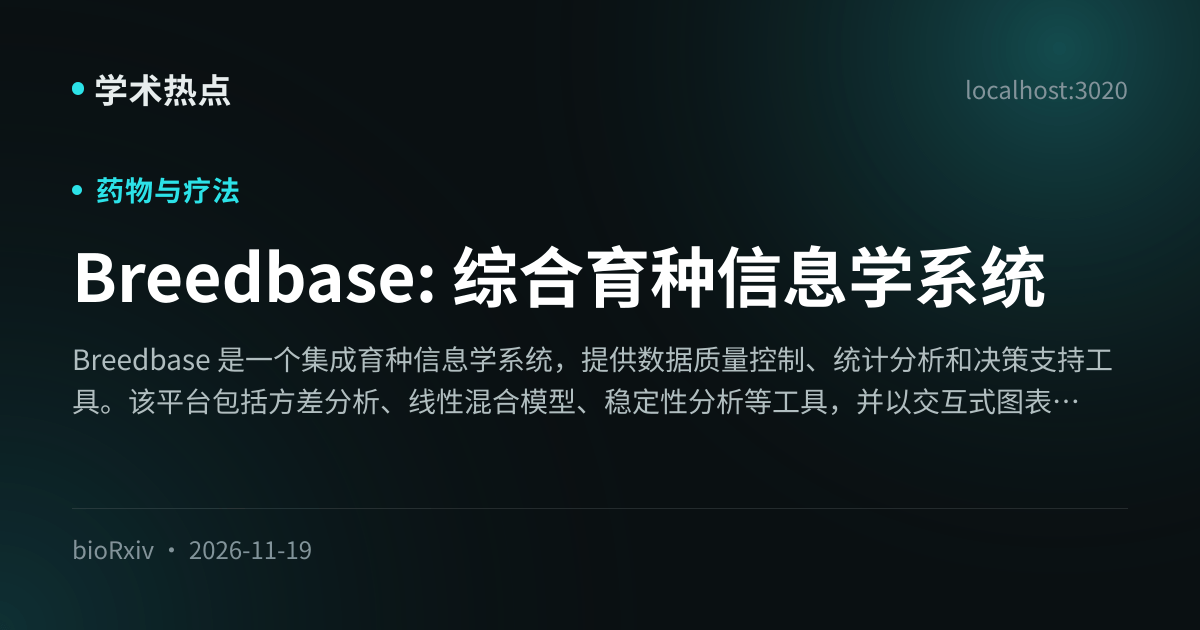 学术热点
localhost:3020
药物与疗法
Breedbase: 综合育种信息学系统
Breedbase 是一个集成育种信息学系统，提供数据质量控制、统计分析和决策支持工
具。该平台包括方差分析、线性混合模型、稳定性分析等工具，并以交互式图表…
bioRxiv • 2026-11-19